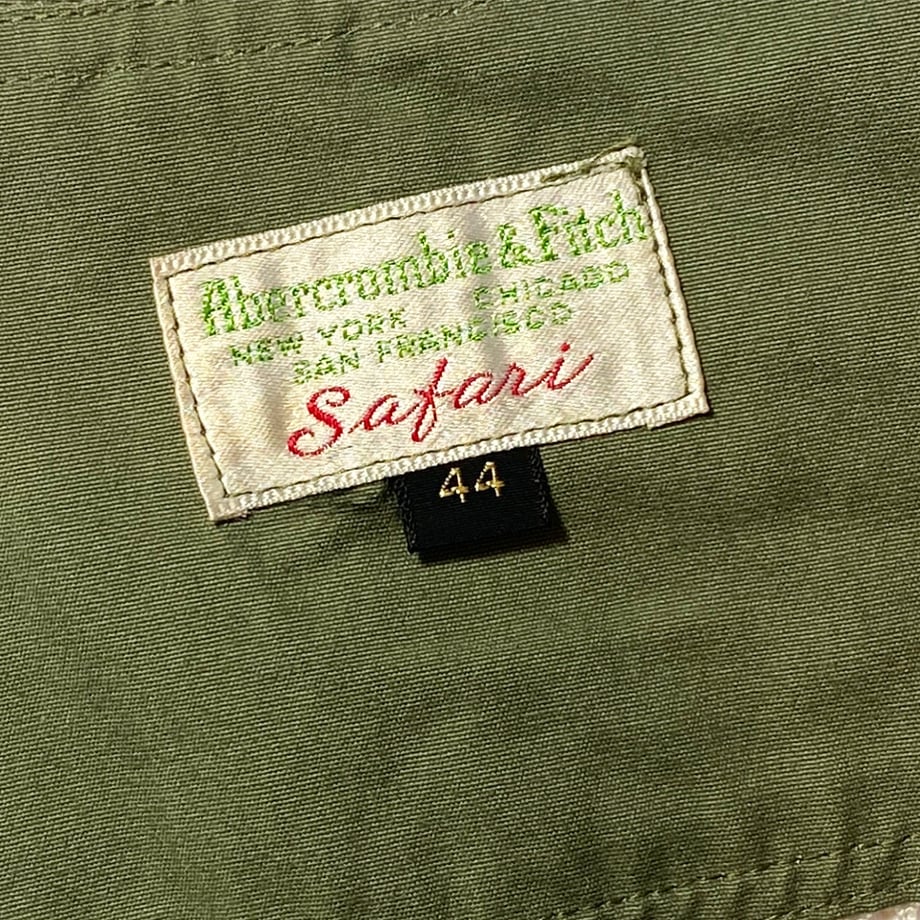 Abercrombie & Fitch
NEW YORK CHICAGO
SAN FRANCISCO
Safari
44